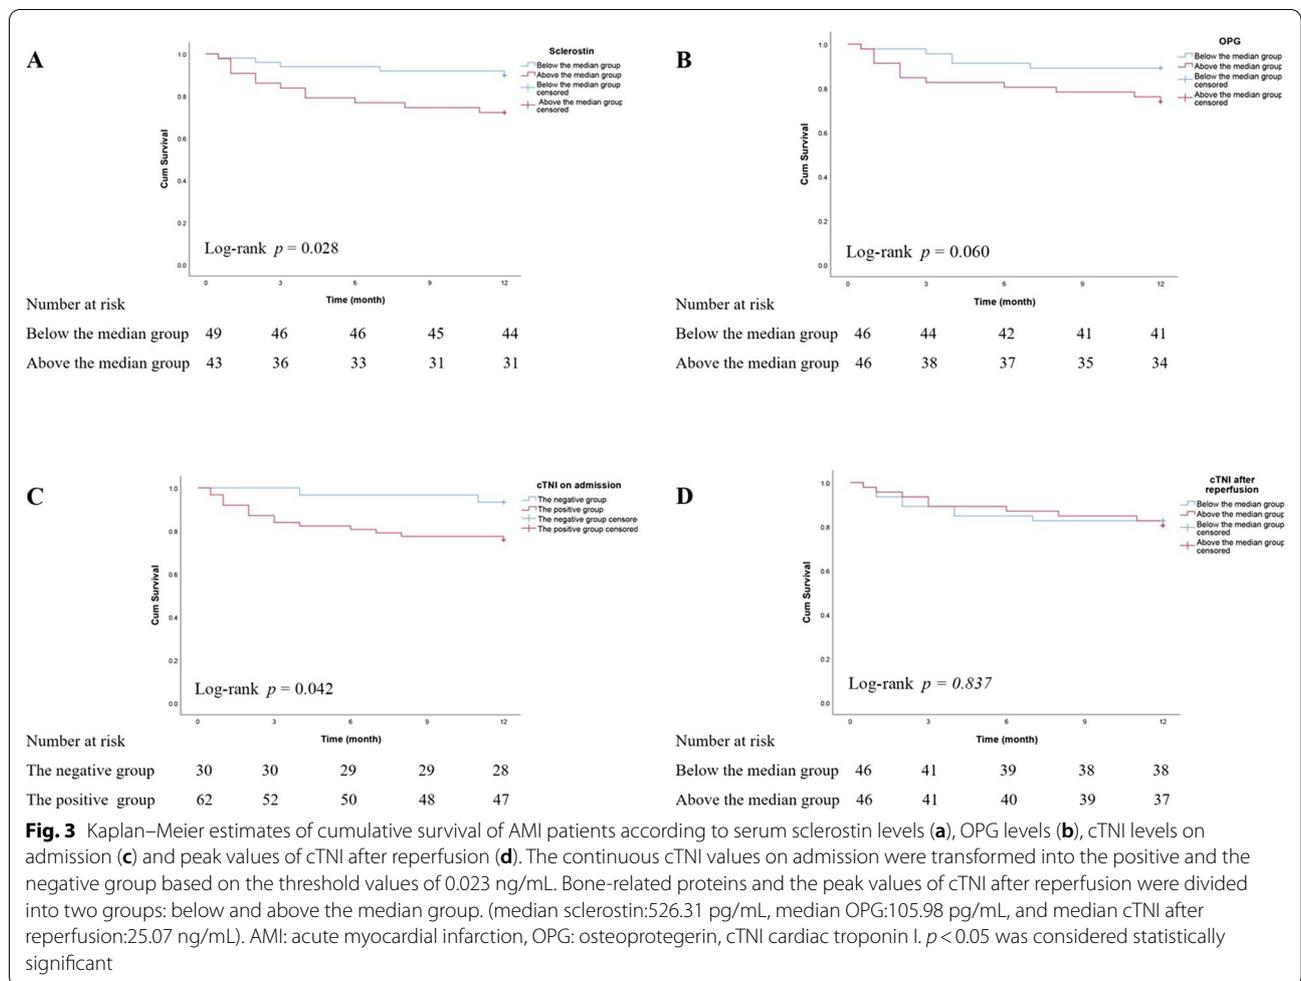 A
Sclerostin
Below the median group
Above the median group
Below the median group
censored
Above the median group
censored
1.0
0.8
0.6
0.4
0.2
0.0
Cum Survival
Log-rank p = 0.028
0 3 6 9 12
Time (month)
Number at risk
Below the median group 49 46 46 45 44
Above the median group 43 36 33 31 31
B
OPG
Below the median group
Above the median group
Below the median group
censored
Above the median group
censored
1.0
0.8
0.6
0.4
0.2
0.0
Cum Survival
Log-rank p = 0.060
0 3 6 9 12
Time (month)
Number at risk
Below the median group 46 44 42 41 41
Above the median group 46 38 37 35 34
C
cTNI on admission
The negative group
The positive group
The negative group censore
The positive group censored
1.0
0.8
0.6
0.4
0.2
0.0
Cum Survival
Log-rank p = 0.042
0 3 6 9 12
Time (month)
Number at risk
The negative group 30 30 29 29 28
The positive group 62 52 50 48 47
D
cTNI after
reperfusion
Below the median group
Above the median group
Below the median group
censored
Above the median group
censored
1.0
0.8
0.6
0.4
0.2
0.0
Cum Survival
Log-rank p = 0.837
0 3 6 9 12
Time (month)
Number at risk
Below the median group 46 41 39 38 38
Above the median group 46 41 40 39 37
Fig. 3 Kaplan–Meier estimates of cumulative survival of AMI patients according to serum sclerostin levels (a), OPG levels (b), cTNI levels on
admission (c) and peak values of cTNI after reperfusion (d). The continuous cTNI values on admission were transformed into the positive and the
negative group based on the threshold values of 0.023 ng/mL. Bone-related proteins and the peak values of cTNI after reperfusion were divided
into two groups: below and above the median group. (median sclerostin:526.31 pg/mL, median OPG:105.98 pg/mL, and median cTNI after
reperfusion:25.07 ng/mL). AMI: acute myocardial infarction, OPG: osteoprotegerin, cTNI cardiac troponin I. p < 0.05 was considered statistically
significant